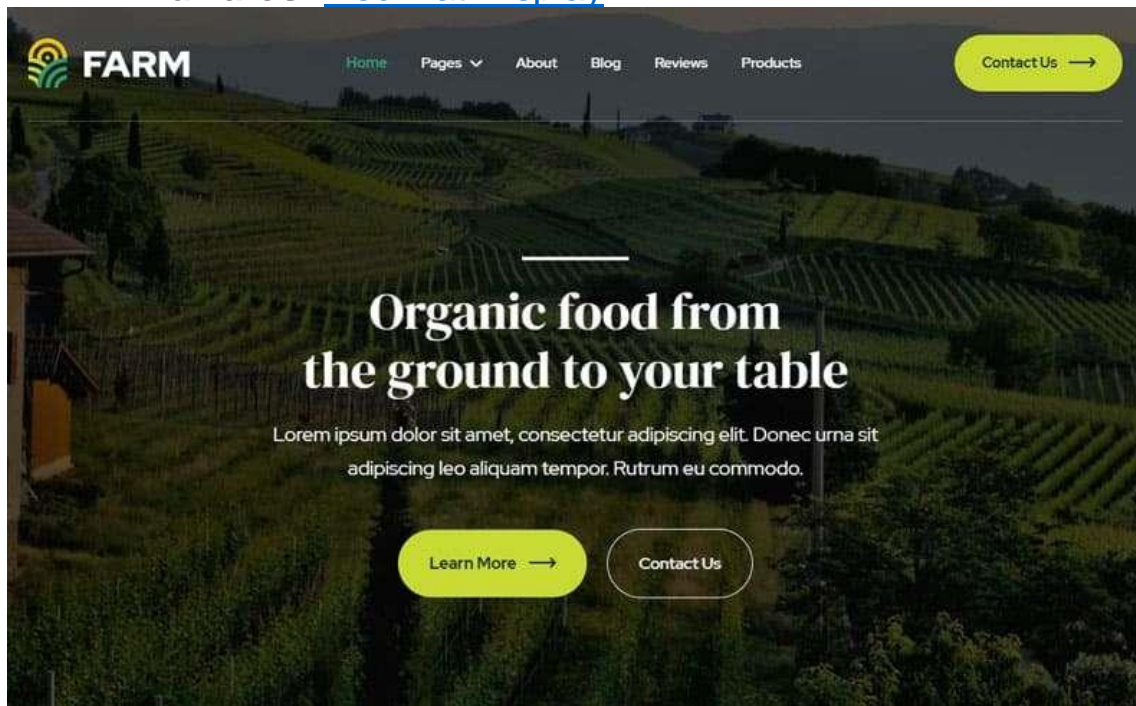 FARM
Home Pages About Blog Reviews Products
Contact Us
Organic food from
the ground to your table
Lorem ipsum dolor sit amet, consectetur adipiscing elit. Donec urna sit
adipiscing leo aliquam tempor. Rutrum eu commodo.
Learn More
Contact Us